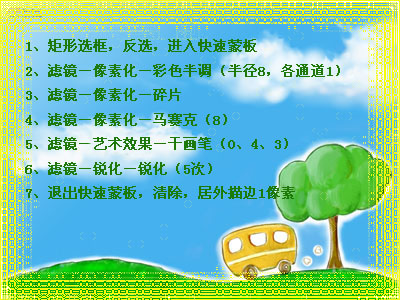 1、矩形选框，反选，进入快速蒙板
2、滤镜—像素化—彩色半调（半径8，各通道1）
3、滤镜—像素化—碎片
4、滤镜—像素化—马赛克（8）
5、滤镜—艺术效果—干画笔（0、4、3）
6、滤镜—锐化—锐化（5次）
7、退出快速蒙板，清除，居外描边1像素